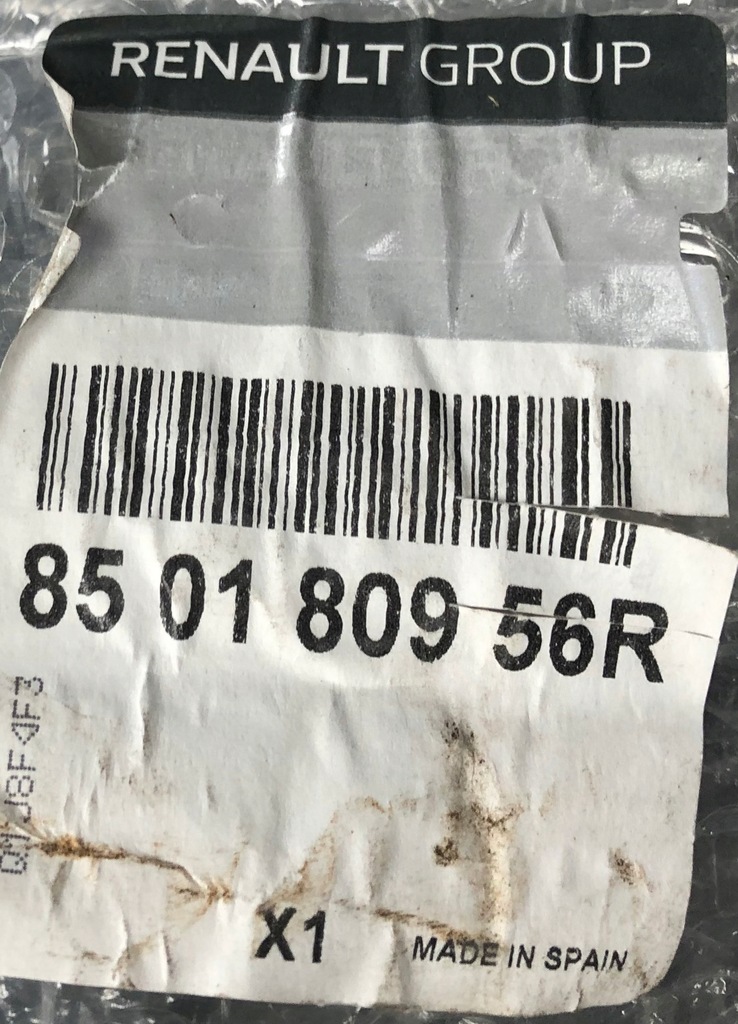 RENAULT GROUP
85 01 809 56R
X1
MADE IN SPAIN